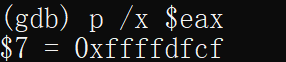 (gdb) p /x $eax
$7 = 0xffffdfcf